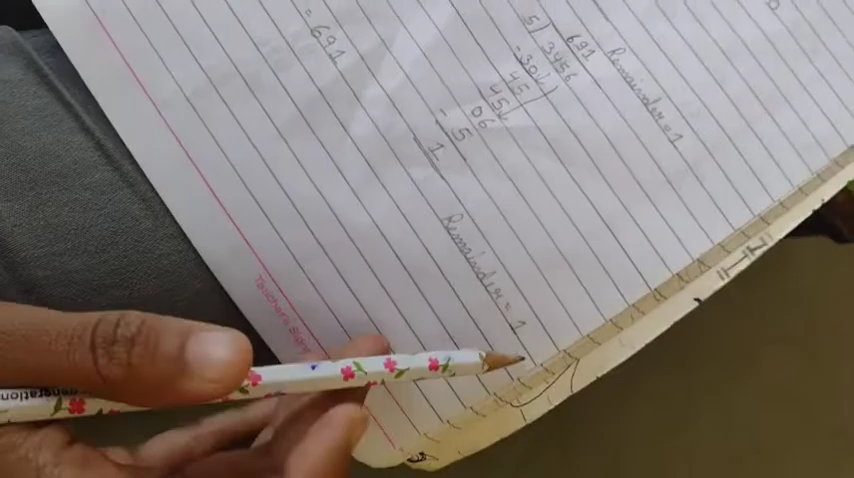 = 691
691 Remainder = 1
5) 3456
- 30↓
45
45↓
06
- 5
1
Remainder = 1
Teacher's Sign